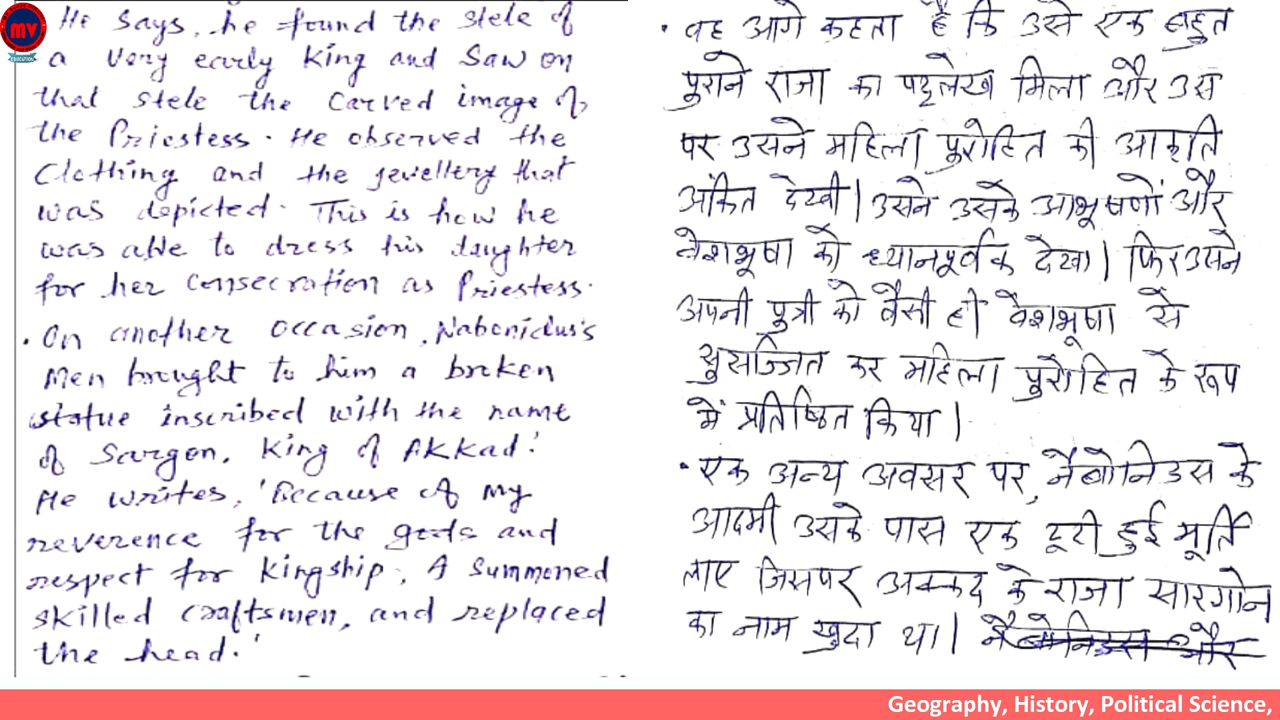 mv
EDUCATION
He says, he found the stele of
a very early king and saw on
that stele the carved image of
the Priestess. He observed the
Clothing and the jewellery that
was depicted. This is how he
was able to dress his daughter
for her consecration as Priestess.
• On another occasion, Nabonidus's
Men brought to him a broken
statue inscribed with the name
of Sargon, King of AKKad.'
He writes, 'Because of my
reverence for the gods and
respect for kingship, A summoned
skilled craftsmen, and replaced
the head.'
• वह आगे कहता है कि उसे एक बहुत
पुराने राजा का पट्टलेख मिला और उस
पर उसने महिला पुरोहित की आकृति
अंकित देखी। उसने उसके आभूषणों और
वेशभूषा को ध्यानपूर्वक देखा। फिर उसने
अपनी पुत्री को वैसी ही वेशभूषा से
सुसज्जित कर महिला पुरोहित के रूप
में प्रतिष्ठित किया।
• एक अन्य अवसर पर, नैबोनिडस के
आदमी उसके पास एक टूटी हुई मूर्ति
लाए जिसपर अक्कद के राजा सारगोन
का नाम खुदा था। नैबोनिडस और
Geography, History, Political Science,